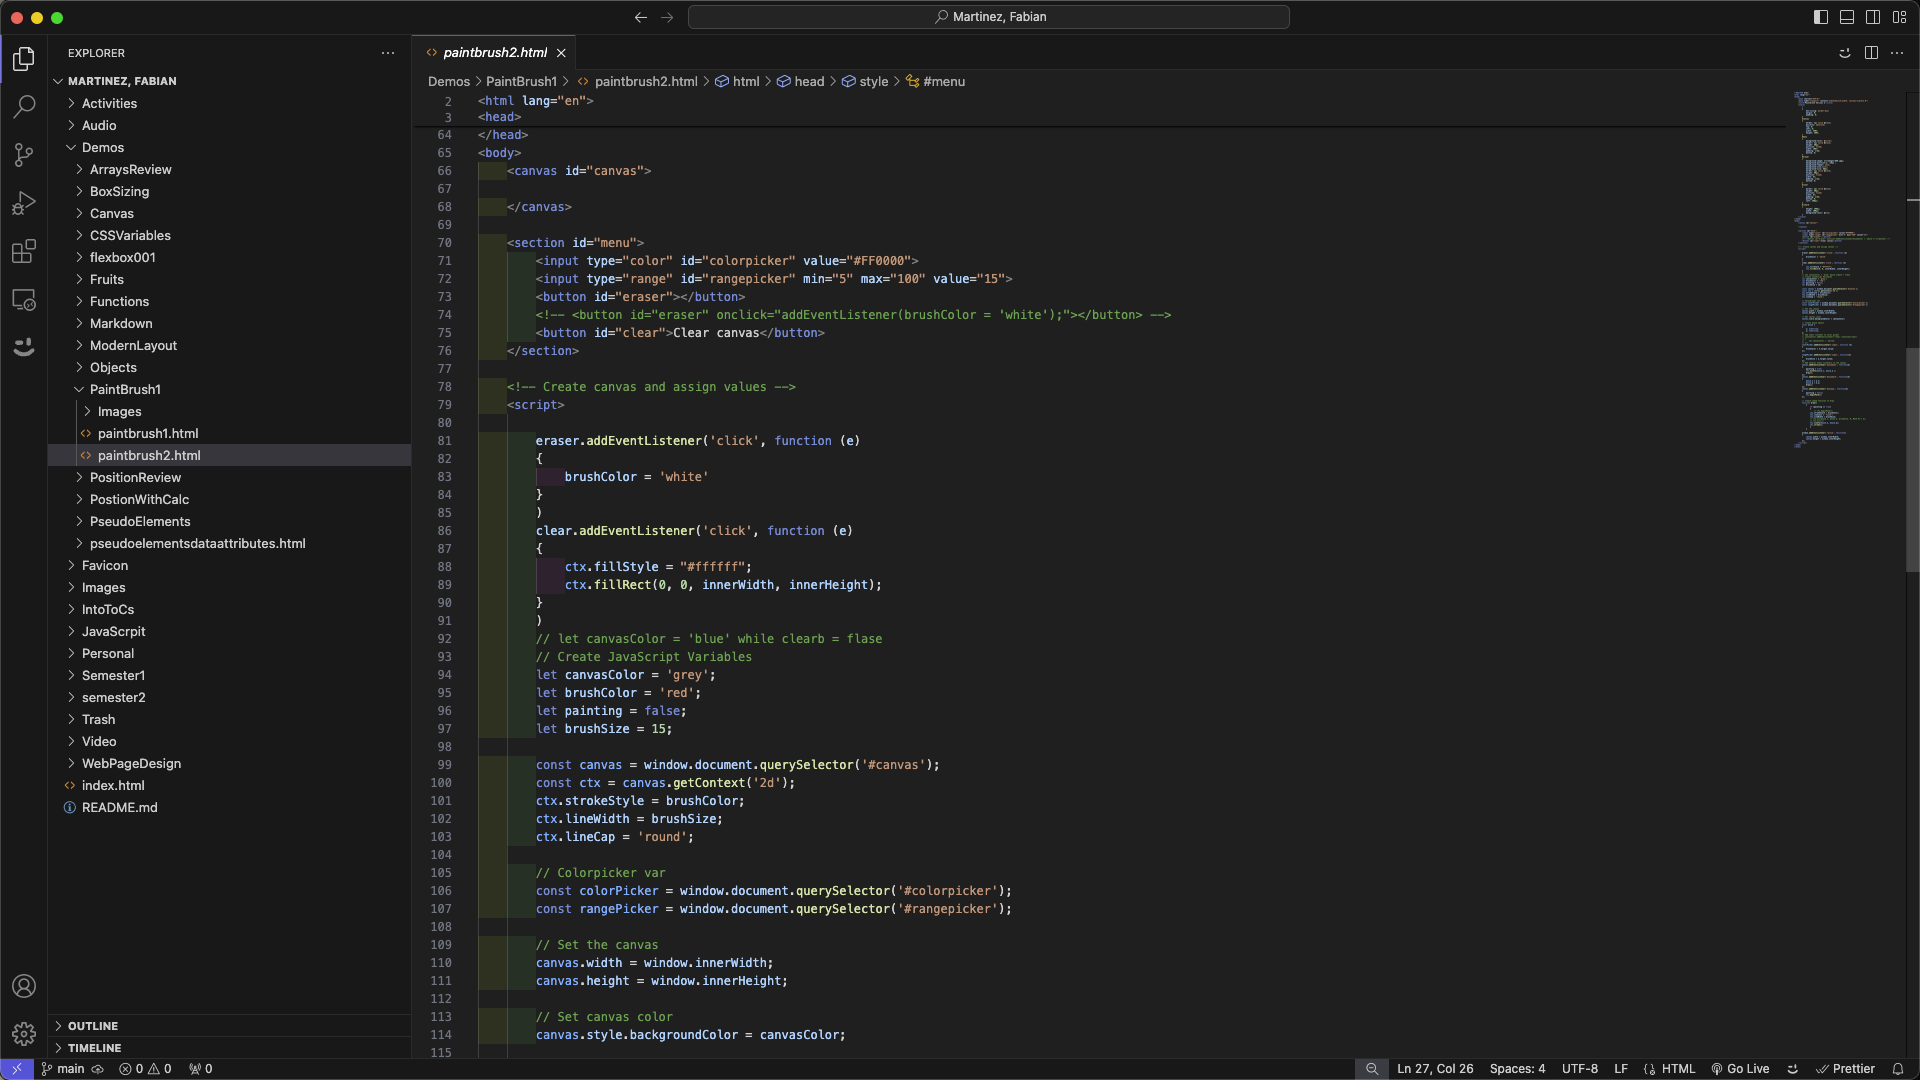 Martinez, Fabian
EXPLORER
MARTINEZ, FABIAN
Activities
Audio
Demos
ArraysReview
BoxSizing
Canvas
CSSVariables
flexbox001
Fruits
Functions
Markdown
ModernLayout
Objects
PaintBrush1
Images
paintbrush1.html
paintbrush2.html
PositionReview
PostionWithCalc
PseudoElements
pseudoelementsdataattributes.html
Favicon
Images
IntoToCs
JavaScrpit
Personal
Semester1
semester2
Trash
Video
WebPageDesign
index.html
README.md
OUTLINE
TIMELINE
paintbrush2.html
Demos > PaintBrush1 > paintbrush2.html > html > head > style > #menu
2 <html lang="en">
3 <head>
64 </head>
65 <body>
66 <canvas id="canvas">
67
68 </canvas>
69
70 <section id="menu">
71 <input type="color" id="colorpicker" value="#FF0000">
72 <input type="range" id="rangepicker" min="5" max="100" value="15">
73 <button id="eraser"></button>
74 <!-- <button id="eraser" onclick="addEventListener(brushColor = 'white');"></button> -->
75 <button id="clear">Clear canvas</button>
76 </section>
77
78 <!-- Create canvas and assign values -->
79 <script>
80
81 eraser.addEventListener('click', function (e)
82 {
83 brushColor = 'white'
84 }
85 )
86 clear.addEventListener('click', function (e)
87 {
88 ctx.fillStyle = "#ffffff";
89 ctx.fillRect(0, 0, innerWidth, innerHeight);
90 }
91 )
92 // let canvasColor = 'blue' while clearb = flase
93 // Create JavaScript Variables
94 let canvasColor = 'grey';
95 let brushColor = 'red';
96 let painting = false;
97 let brushSize = 15;
98
99 const canvas = window.document.querySelector('#canvas');
100 const ctx = canvas.getContext('2d');
101 ctx.strokeStyle = brushColor;
102 ctx.lineWidth = brushSize;
103 ctx.lineCap = 'round';
104
105 // Colorpicker var
106 const colorPicker = window.document.querySelector('#colorpicker');
107 const rangePicker = window.document.querySelector('#rangepicker');
108
109 // Set the canvas
110 canvas.width = window.innerWidth;
111 canvas.height = window.innerHeight;
112
113 // Set canvas color
114 canvas.style.backgroundColor = canvasColor;
115
main 0 0 0 Ln 27, Col 26 Spaces: 4 UTF-8 LF HTML Go Live Prettier